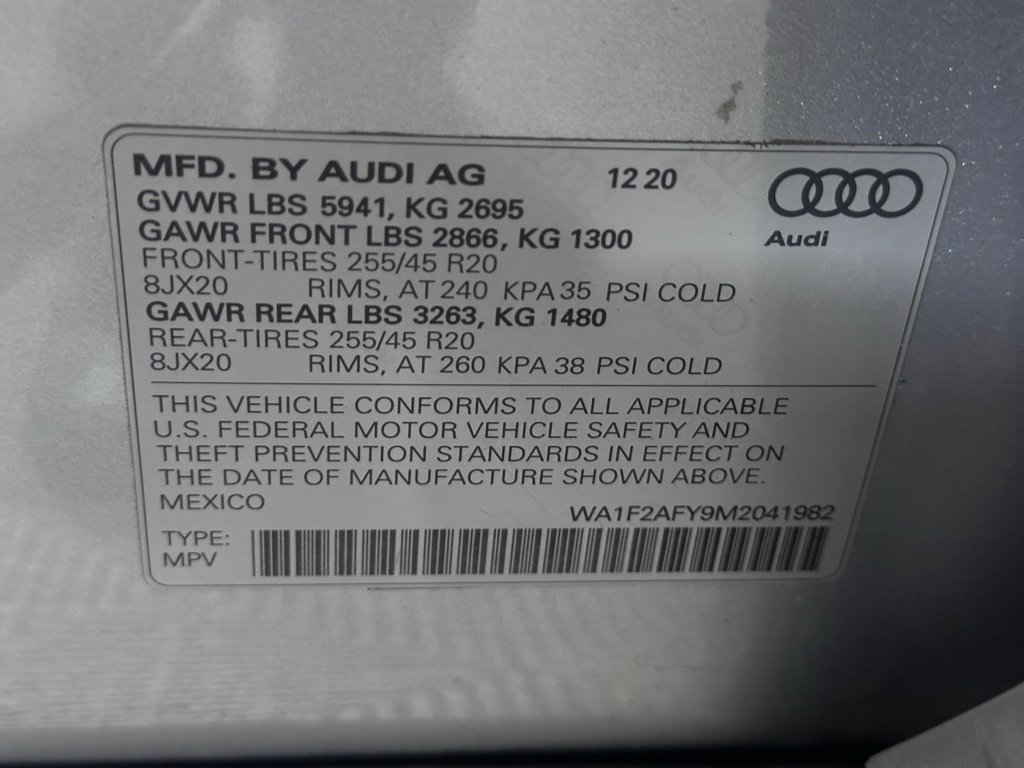 MFD. BY AUDI AG 12 20
GVWR LBS 5941, KG 2695
GAWR FRONT LBS 2866, KG 1300
Audi
FRONT-TIRES 255/45 R20
8JX20 RIMS, AT 240 KPA 35 PSI COLD
GAWR REAR LBS 3263, KG 1480
REAR-TIRES 255/45 R20
8JX20 RIMS, AT 260 KPA 38 PSI COLD
THIS VEHICLE CONFORMS TO ALL APPLICABLE
U.S. FEDERAL MOTOR VEHICLE SAFETY AND
THEFT PREVENTION STANDARDS IN EFFECT ON
THE DATE OF MANUFACTURE SHOWN ABOVE.
MEXICO
WA1F2AFY9M2041982
TYPE:
MPV